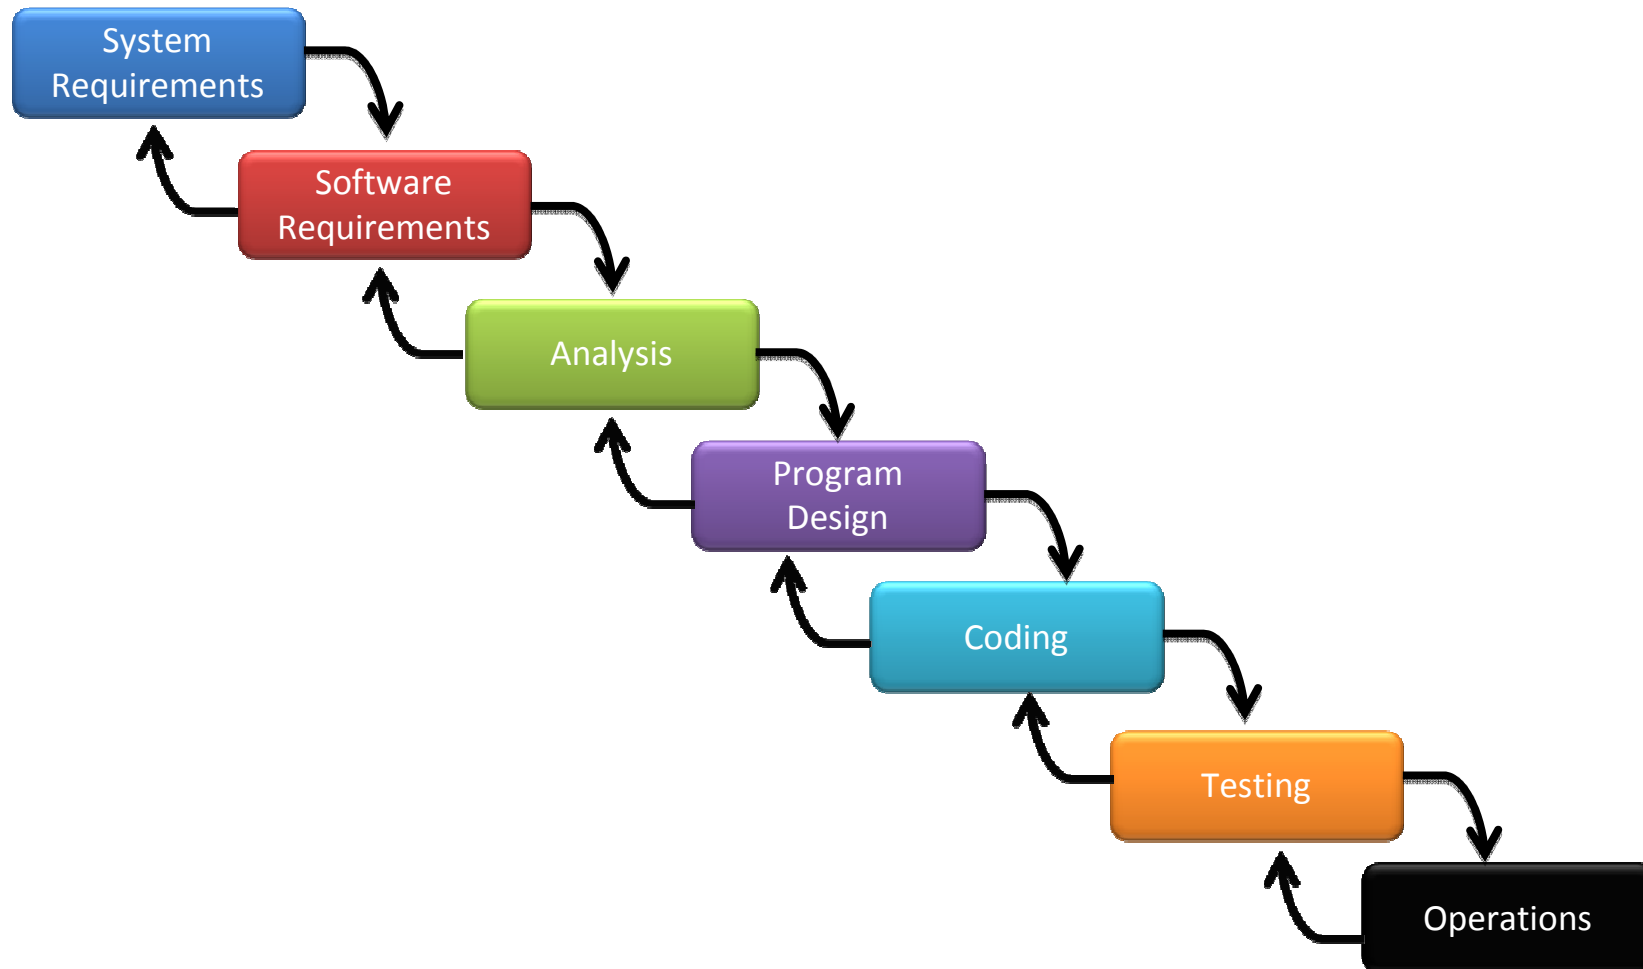 System
Requirements
Software
Requirements
Analysis
Program
Design
Coding
Testing
Operations